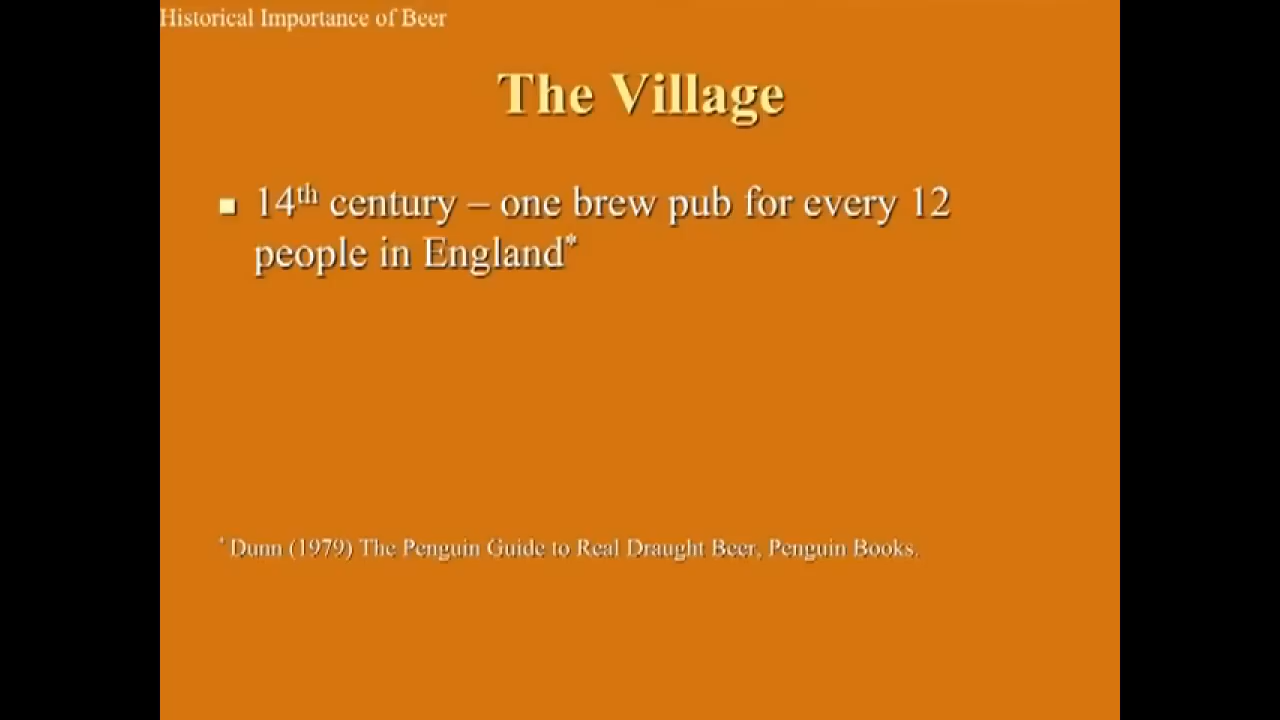 Historical Importance of Beer
The Village
▪ 14th century – one brew pub for every 12
people in England*
* Dunn (1979) The Penguin Guide to Real Draught Beer, Penguin Books.